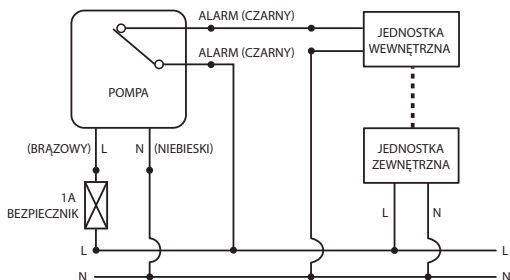 ALARM (CZARNY)
ALARM (CZARNY)
JEDNOSTKA
WEWNĘTRZNA
POMPA
(BRĄZOWY) L
N (NIEBIESKI)
JEDNOSTKA
ZEWNĘTRZNA
1A
BEZPIECZNIK
L
N
L
L
N
N